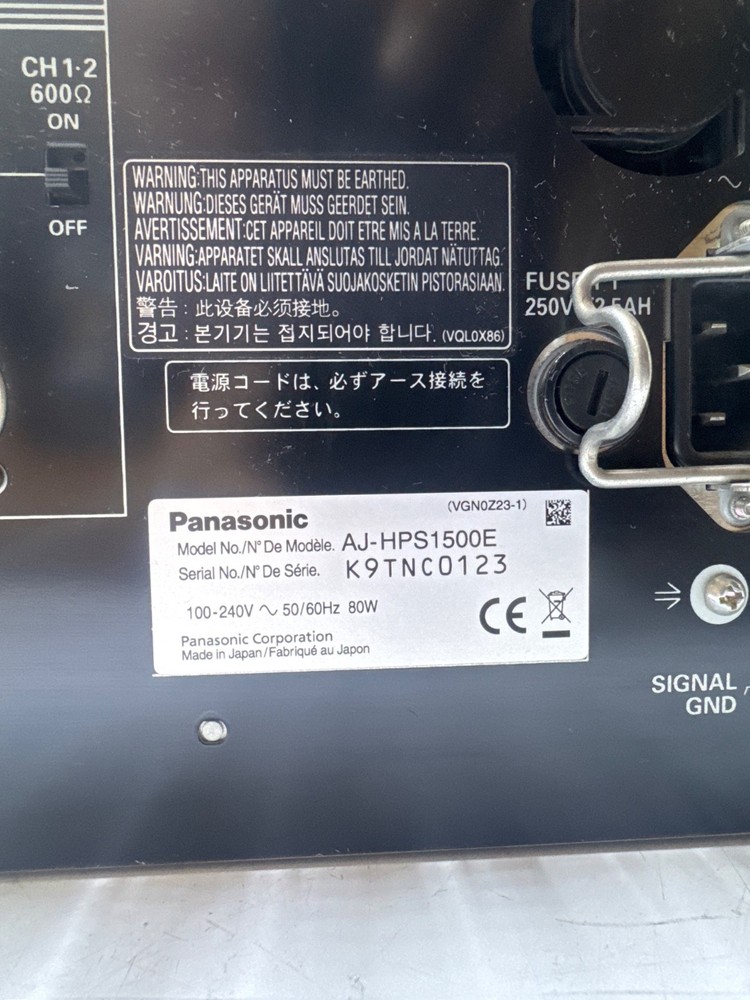 CH 1·2
600Ω
ON
OFF
WARNING:THIS APPARATUS MUST BE EARTHED.
WARNUNG:DIESES GERÄT MUSS GEERDET SEIN.
AVERTISSEMENT:CET APPAREIL DOIT ETRE MIS A LA TERRE.
VARNING:APPARATET SKALL ANSLUTAS TILL JORDAT NÄTUTTAG.
VAROITUS:LAITE ON LIITETTÄVÄ SUOJAKOSKETIN PISTORASIAAN.
警告：此设备必须接地。
경고 : 본기기는 접지되어야 합니다. (VQL0X86)
電源コードは、必ずアース接続を
行ってください。
250V
Panasonic
(VGN0Z23-1)
Model No./N° De Modèle. AJ-HPS1500E
Serial No./N° De Série. K9TNC0123
100-240V ∼ 50/60Hz 80W
CE
Panasonic Corporation
Made in Japan/Fabriqué au Japon
SIGNAL
GND